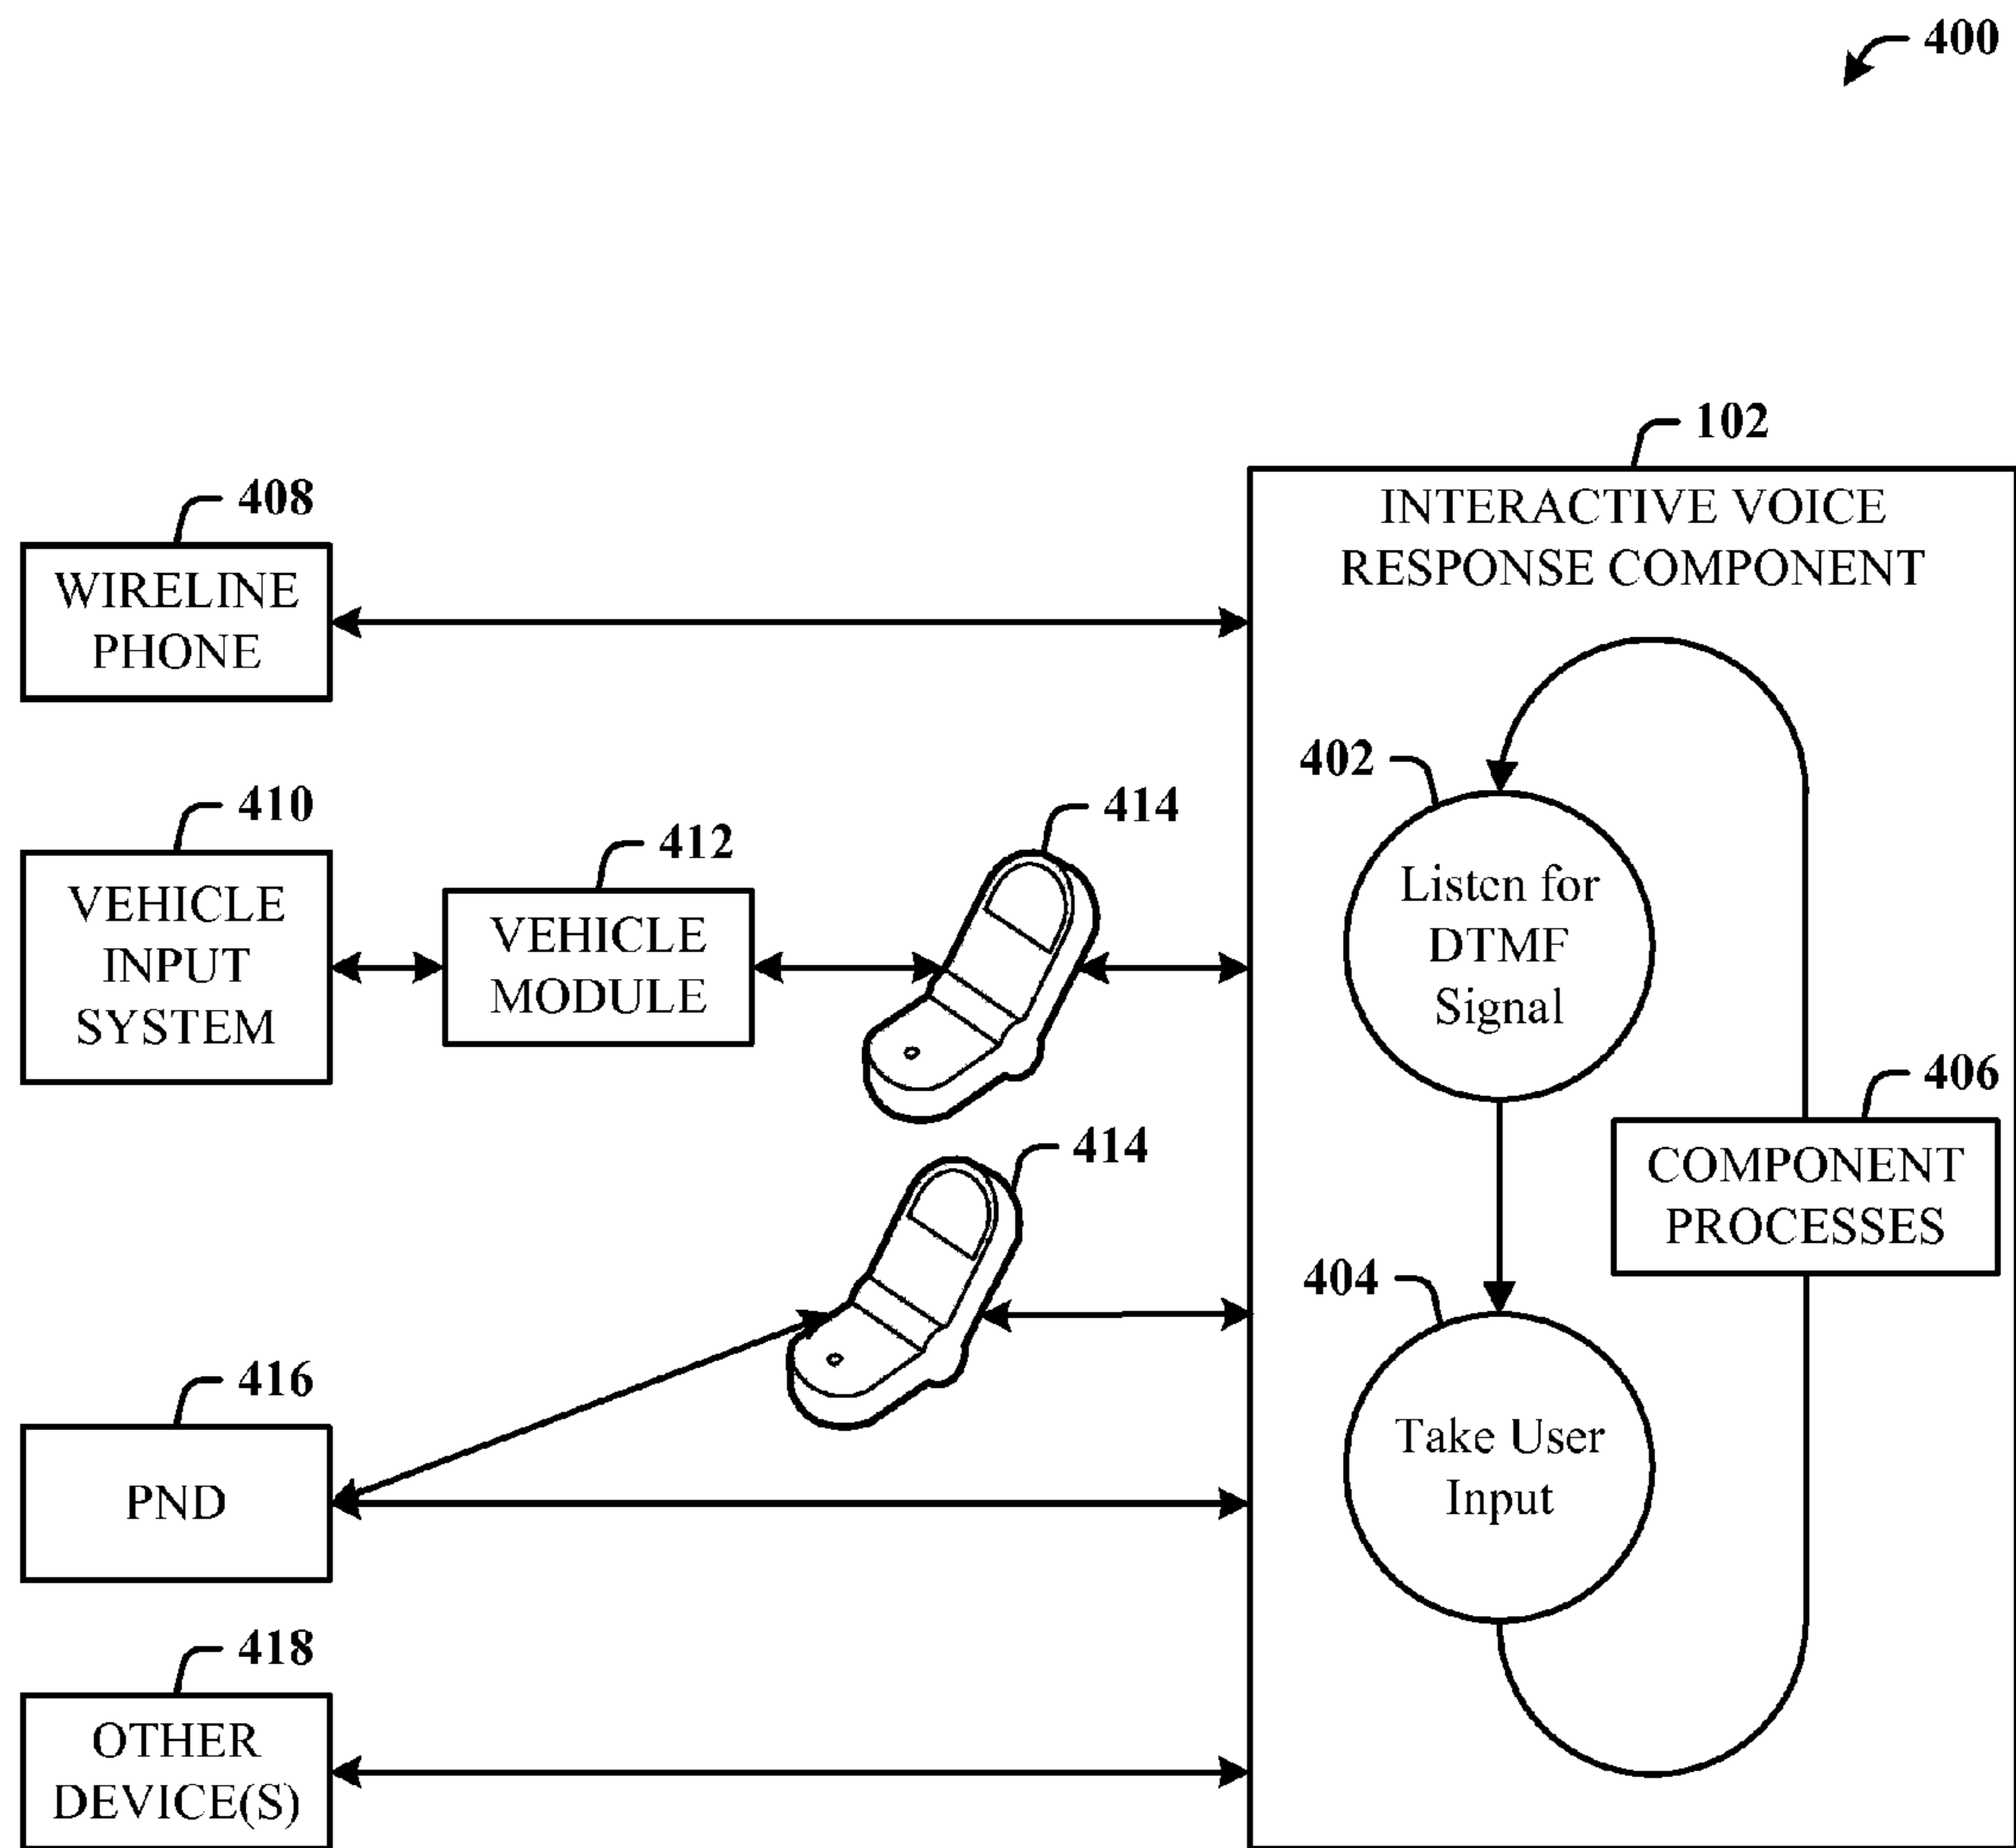 400
102
INTERACTIVE VOICE
RESPONSE COMPONENT
408
WIRELINE
PHONE
402
Listen for
DTMF
Signal
410
VEHICLE
INPUT
SYSTEM
412
VEHICLE
MODULE
414
406
COMPONENT
PROCESSES
414
404
Take User
Input
416
PND
418
OTHER
DEVICE(S)